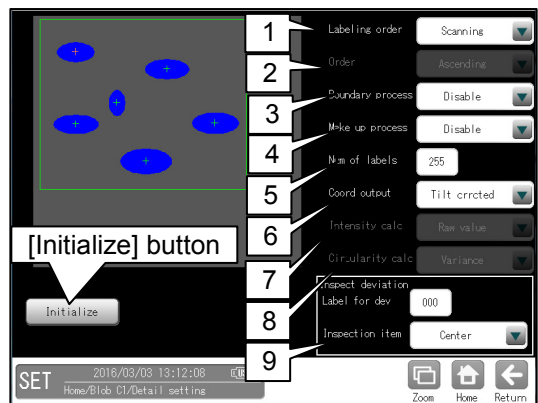 1
Labeling order
Scanning
2
Order
Ascending
3
Boundary process
Disable
4
Make up process
Disable
5
Num of labels
255
6
Coord output
Tilt crrcted
7
Intensity calc
Raw value
8
Circularity calc
Variance
9
Inspect deviation
Label for dev
000
Inspection item
Center
[Initialize] button
Initialize
SET
2016/03/03 13:12:08
Home/Blob C1/Detail setting
Zoom
Home
Return